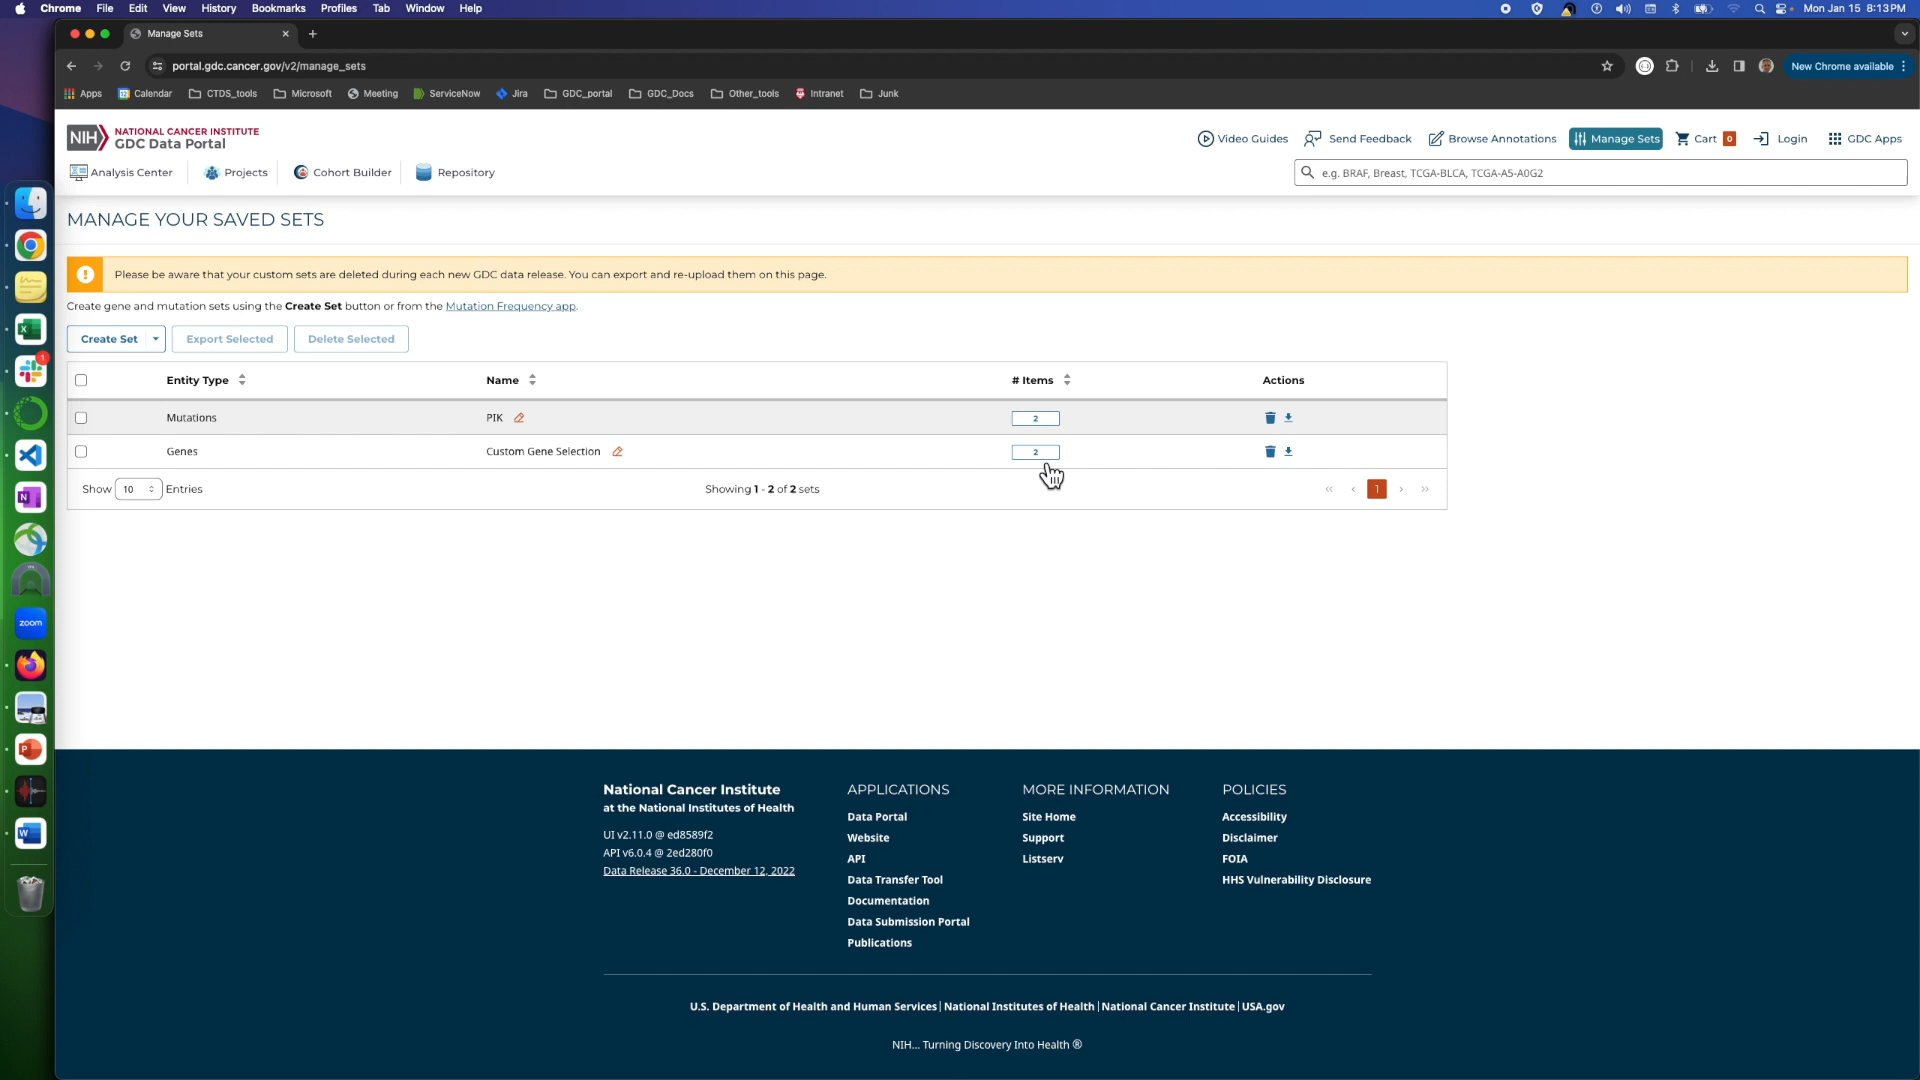 Chrome File Edit View History Bookmarks Profiles Tab Window Help Mon Jan 15 8:13PM
Manage Sets
portal.gdc.cancer.gov/v2/manage_sets New Chrome available
Apps Calendar CTDS_tools Microsoft Meeting ServiceNow Jira GDC_portal GDC_Docs Other_tools Intranet Junk
NIH NATIONAL CANCER INSTITUTE
GDC Data Portal
Video Guides Send Feedback Browse Annotations Manage Sets Cart 0 Login GDC Apps
Analysis Center Projects Cohort Builder Repository e.g. BRAF, Breast, TCGA-BLCA, TCGA-A5-A0G2
MANAGE YOUR SAVED SETS
Please be aware that your custom sets are deleted during each new GDC data release. You can export and re-upload them on this page.
Create gene and mutation sets using the Create Set button or from the Mutation Frequency app.
Create Set Export Selected Delete Selected
Entity Type Name # Items Actions
Mutations PIK 2
Genes Custom Gene Selection 2
Show 10 Entries Showing 1 - 2 of 2 sets « ‹ 1 › »
1
zoom
National Cancer Institute
at the National Institutes of Health
UI v2.11.0 @ ed8589f2
API v6.0.4 @ 2ed280f0
Data Release 36.0 - December 12, 2022
APPLICATIONS
Data Portal
Website
API
Data Transfer Tool
Documentation
Data Submission Portal
Publications
MORE INFORMATION
Site Home
Support
Listserv
POLICIES
Accessibility
Disclaimer
FOIA
HHS Vulnerability Disclosure
U.S. Department of Health and Human Services | National Institutes of Health | National Cancer Institute | USA.gov
NIH... Turning Discovery Into Health ®